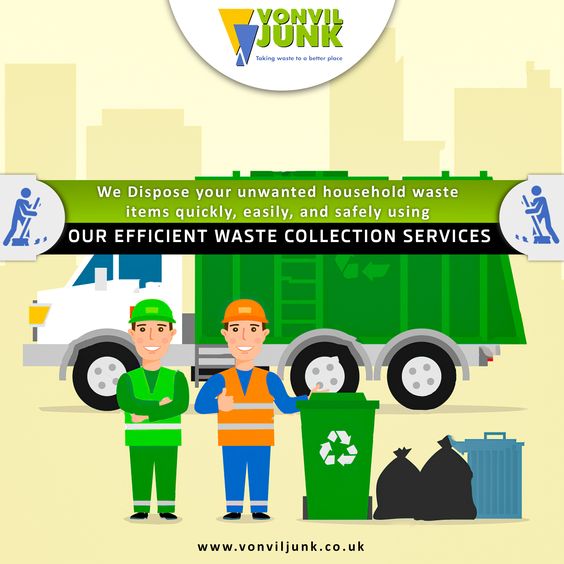 VONVIL
JUNK
Taking waste to a better place
We Dispose your unwanted household waste
items quickly, easily, and safely using
OUR EFFICIENT WASTE COLLECTION SERVICES
www.vonviljunk.co.uk